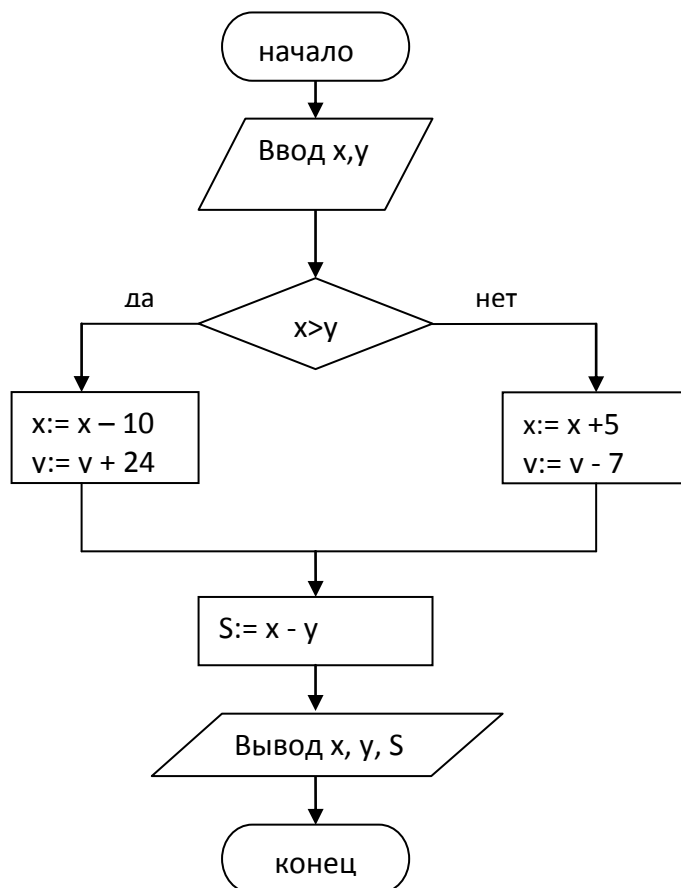 начало
Ввод x,y
да
нет
x>y
x:= x – 10
v:= v + 24
x:= x +5
v:= v - 7
S:= x - y
Вывод x, y, S
конец